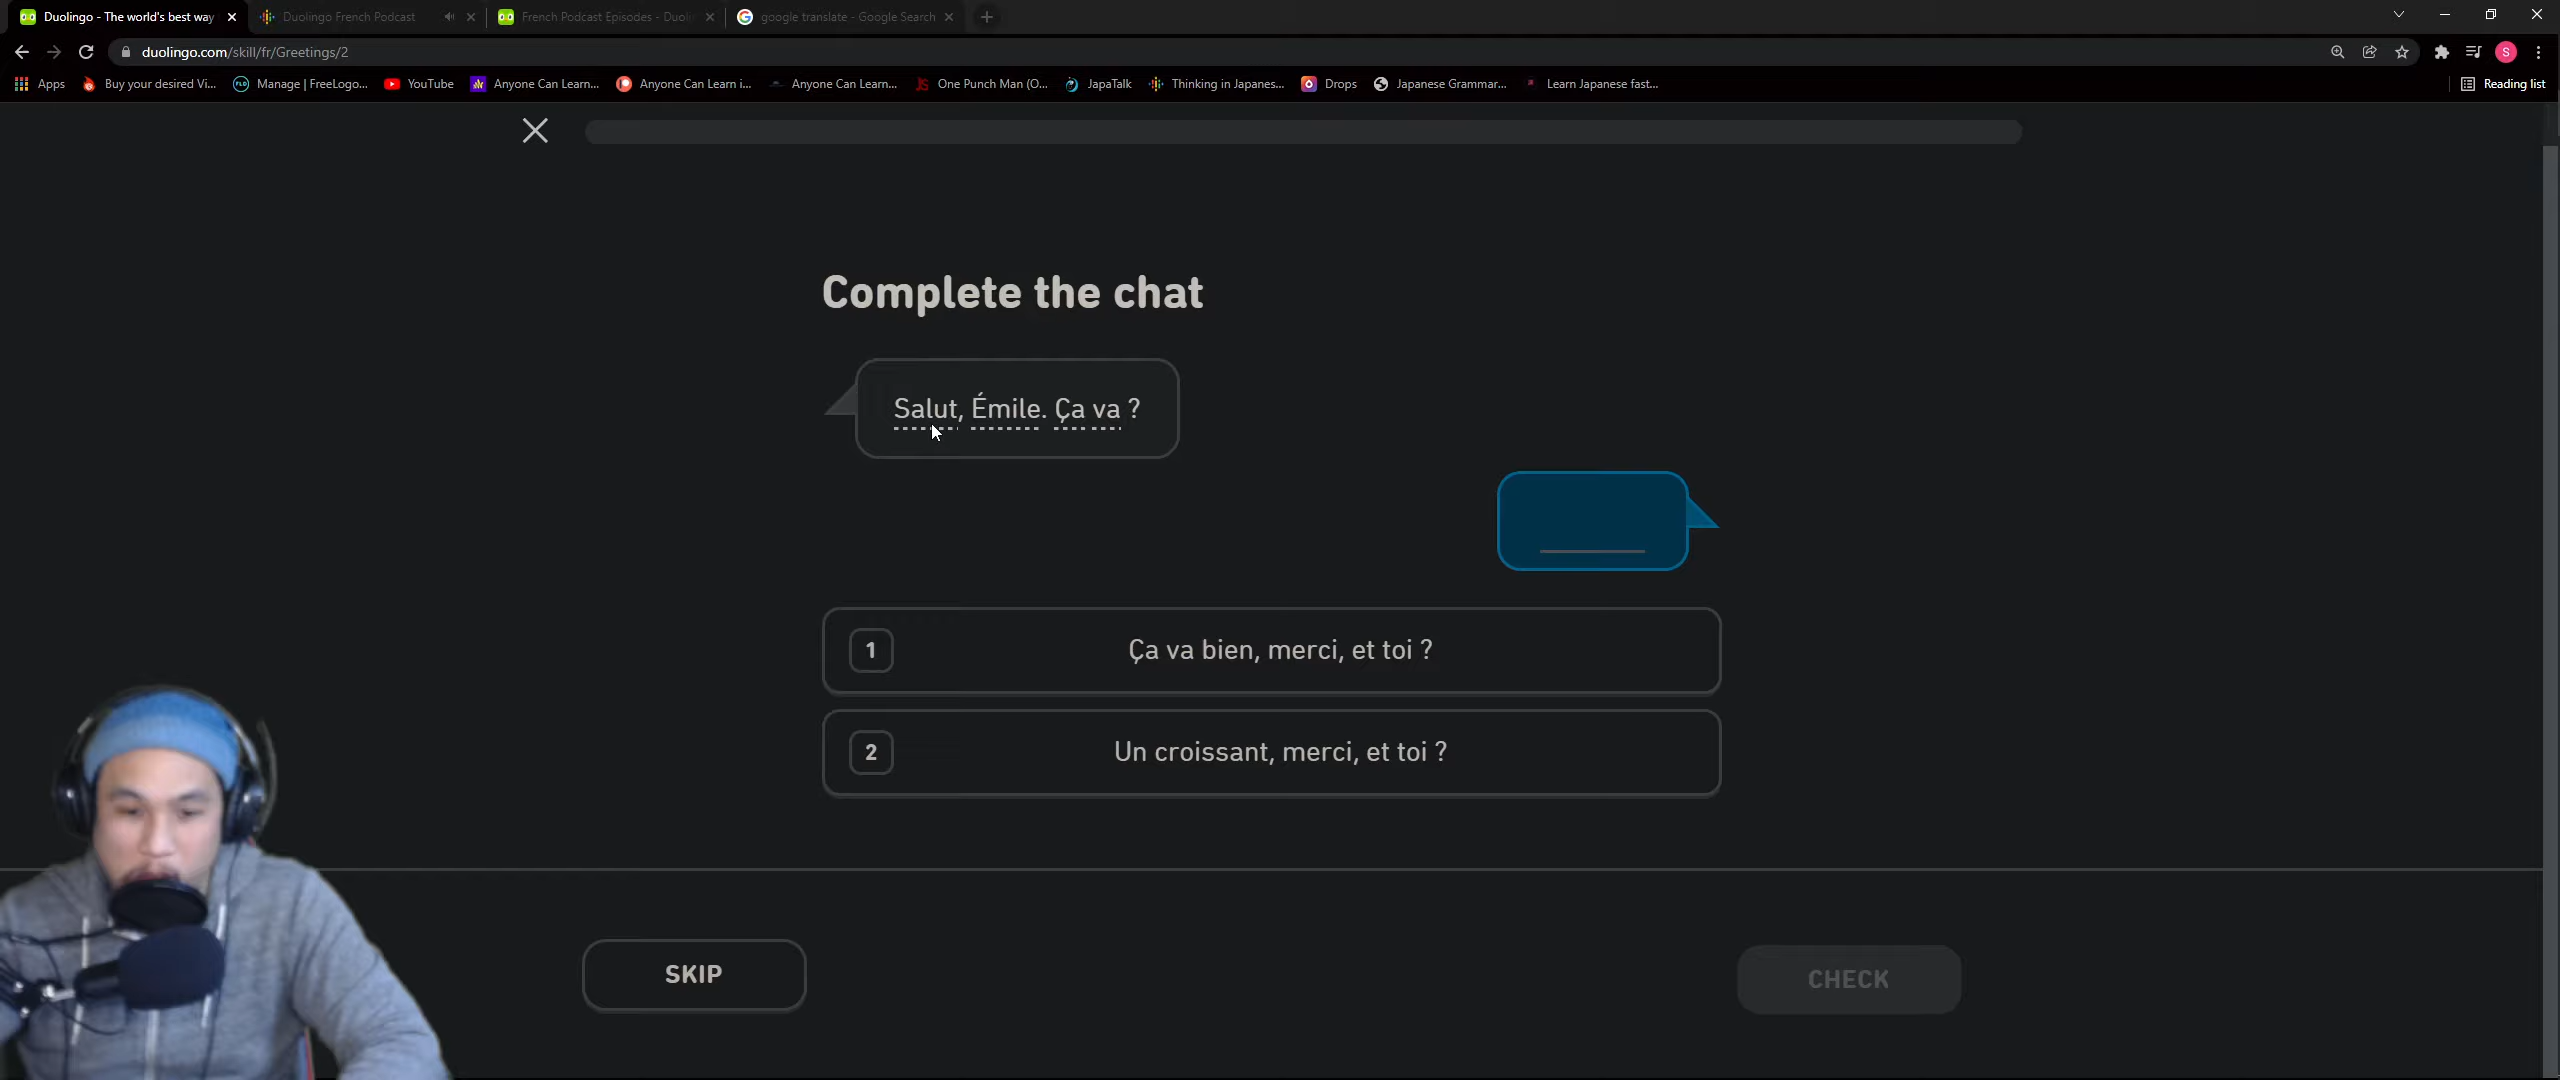 Duolingo - The world's best way
Duolingo French Podcast
French Podcast Episodes - Duoli
google translate - Google Search
duolingo.com/skill/fr/Greetings/2
S
Apps
Buy your desired Vi...
Manage | FreeLogo...
YouTube
Anyone Can Learn...
Anyone Can Learn i...
Anyone Can Learn...
One Punch Man (O...
JapaTalk
Thinking in Japanes...
Drops
Japanese Grammar...
Learn Japanese fast...
Reading list
Complete the chat
Salut, Émile. Ça va ?
1 Ça va bien, merci, et toi ?
2 Un croissant, merci, et toi ?
SKIP
CHECK